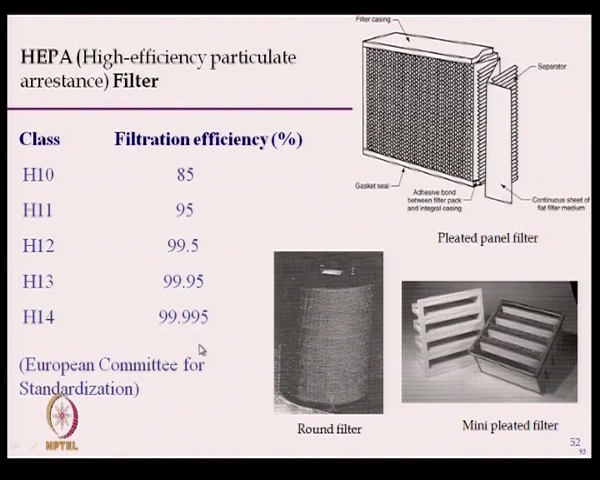 HEPA (High-efficiency particulate
arrestance) Filter
Class Filtration efficiency (%)
H10 85
H11 95
H12 99.5
H13 99.95
H14 99.995
(European Committee for
Standardization)
NPTEL
Filter casing
Separator
Gasket seal
Adhesive bond
between filter pack
and integral casing
Continuous sheet of
flat filter medium
Pleated panel filter
Round filter
Mini pleated filter
52
95